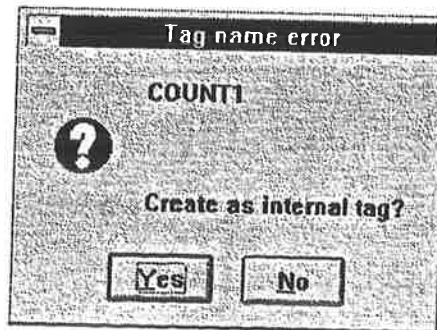 Tag name error
COUNT1
?
Create as internal tag?
Yes No